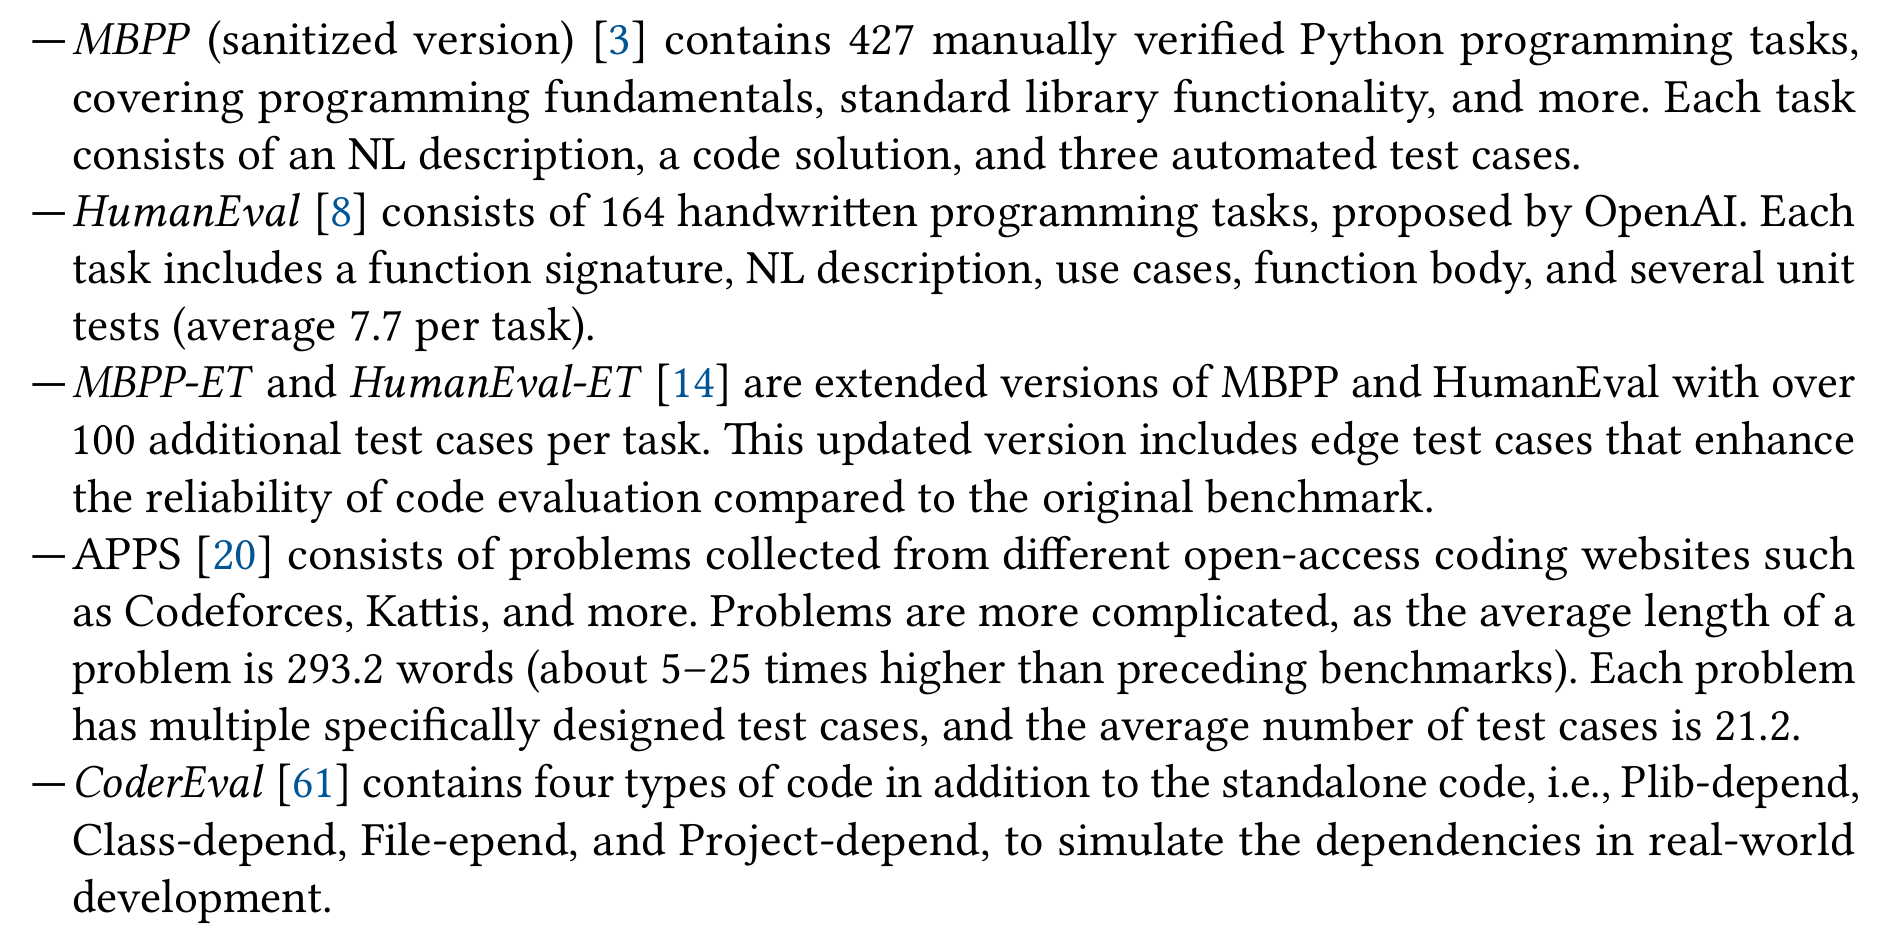 —MBPP (sanitized version) [3] contains 427 manually verified Python programming tasks,
covering programming fundamentals, standard library functionality, and more. Each task
consists of an NL description, a code solution, and three automated test cases.
—HumanEval [8] consists of 164 handwritten programming tasks, proposed by OpenAI. Each
task includes a function signature, NL description, use cases, function body, and several unit
tests (average 7.7 per task).
—MBPP-ET and HumanEval-ET [14] are extended versions of MBPP and HumanEval with over
100 additional test cases per task. This updated version includes edge test cases that enhance
the reliability of code evaluation compared to the original benchmark.
—APPS [20] consists of problems collected from different open-access coding websites such
as Codeforces, Kattis, and more. Problems are more complicated, as the average length of a
problem is 293.2 words (about 5–25 times higher than preceding benchmarks). Each problem
has multiple specifically designed test cases, and the average number of test cases is 21.2.
—CoderEval [61] contains four types of code in addition to the standalone code, i.e., Plib-depend,
Class-depend, File-epend, and Project-depend, to simulate the dependencies in real-world
development.